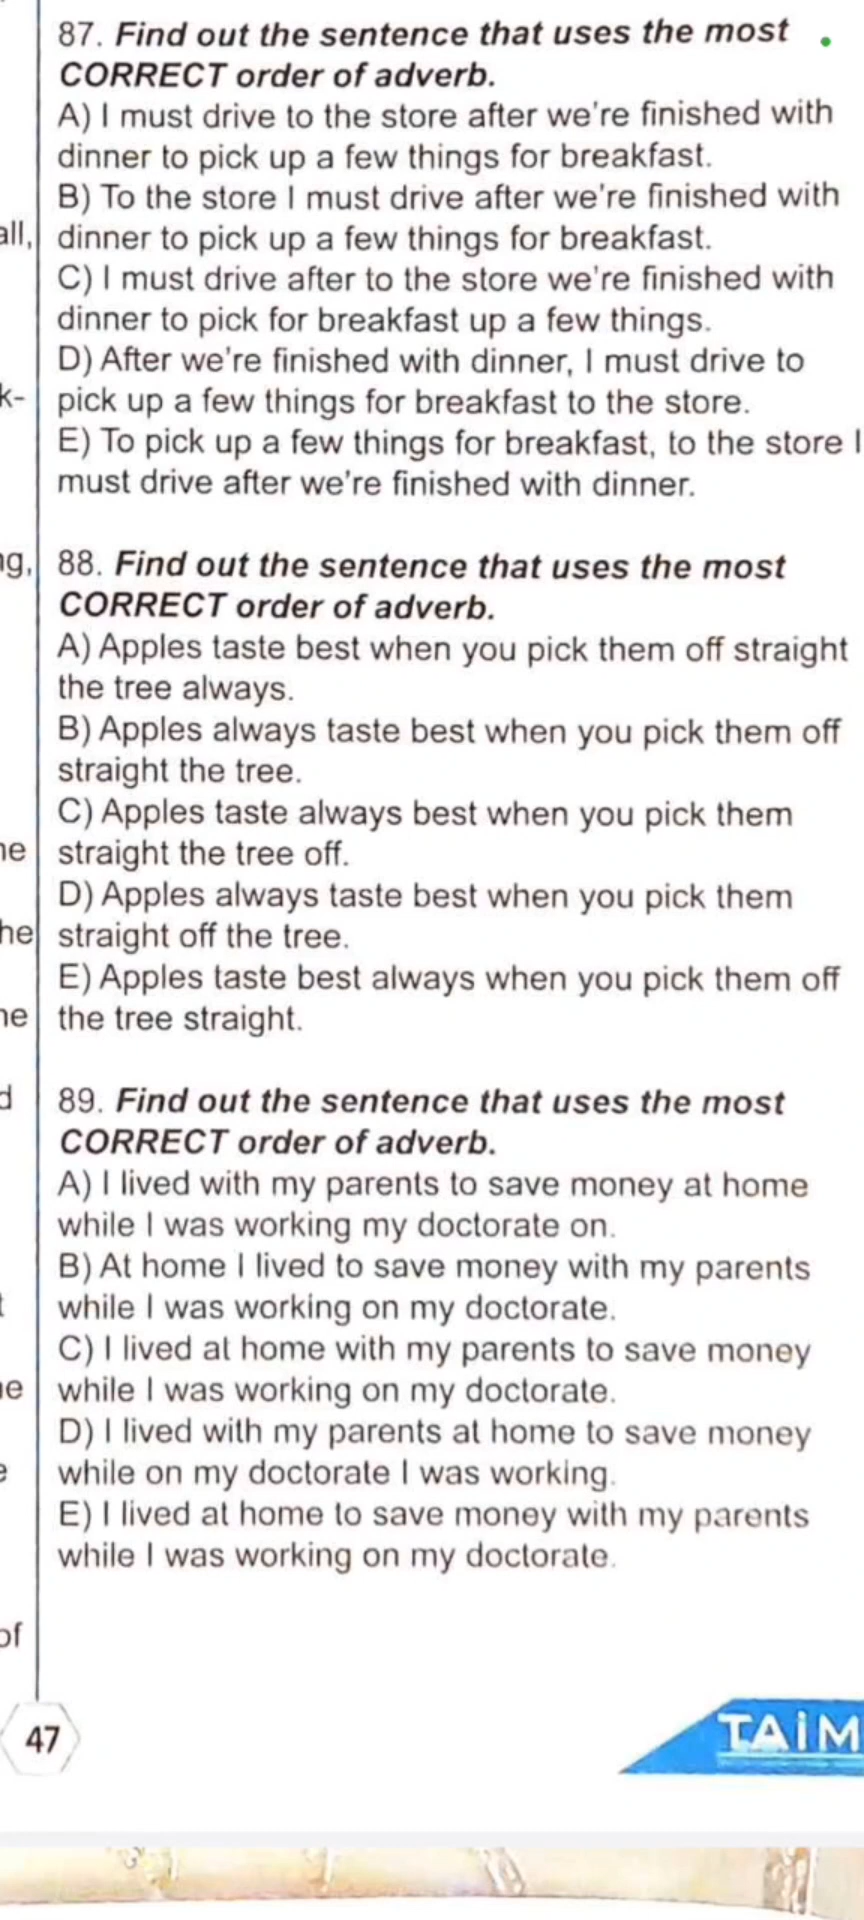 87. Find out the sentence that uses the most
CORRECT order of adverb.
A) I must drive to the store after we're finished with
dinner to pick up a few things for breakfast.
B) To the store I must drive after we're finished with
all, dinner to pick up a few things for breakfast.
C) I must drive after to the store we're finished with
dinner to pick for breakfast up a few things.
D) After we're finished with dinner, I must drive to
k- pick up a few things for breakfast to the store.
E) To pick up a few things for breakfast, to the store I
must drive after we're finished with dinner.
ng, 88. Find out the sentence that uses the most
CORRECT order of adverb.
A) Apples taste best when you pick them off straight
the tree always.
B) Apples always taste best when you pick them off
straight the tree.
C) Apples taste always best when you pick them
ne straight the tree off.
D) Apples always taste best when you pick them
he straight off the tree.
E) Apples taste best always when you pick them off
ne the tree straight.
d 89. Find out the sentence that uses the most
CORRECT order of adverb.
A) I lived with my parents to save money at home
while I was working my doctorate on.
B) At home I lived to save money with my parents
t while I was working on my doctorate.
C) I lived at home with my parents to save money
e while I was working on my doctorate.
D) I lived with my parents at home to save money
e while on my doctorate I was working.
E) I lived at home to save money with my parents
while I was working on my doctorate.
of
47
TAiM